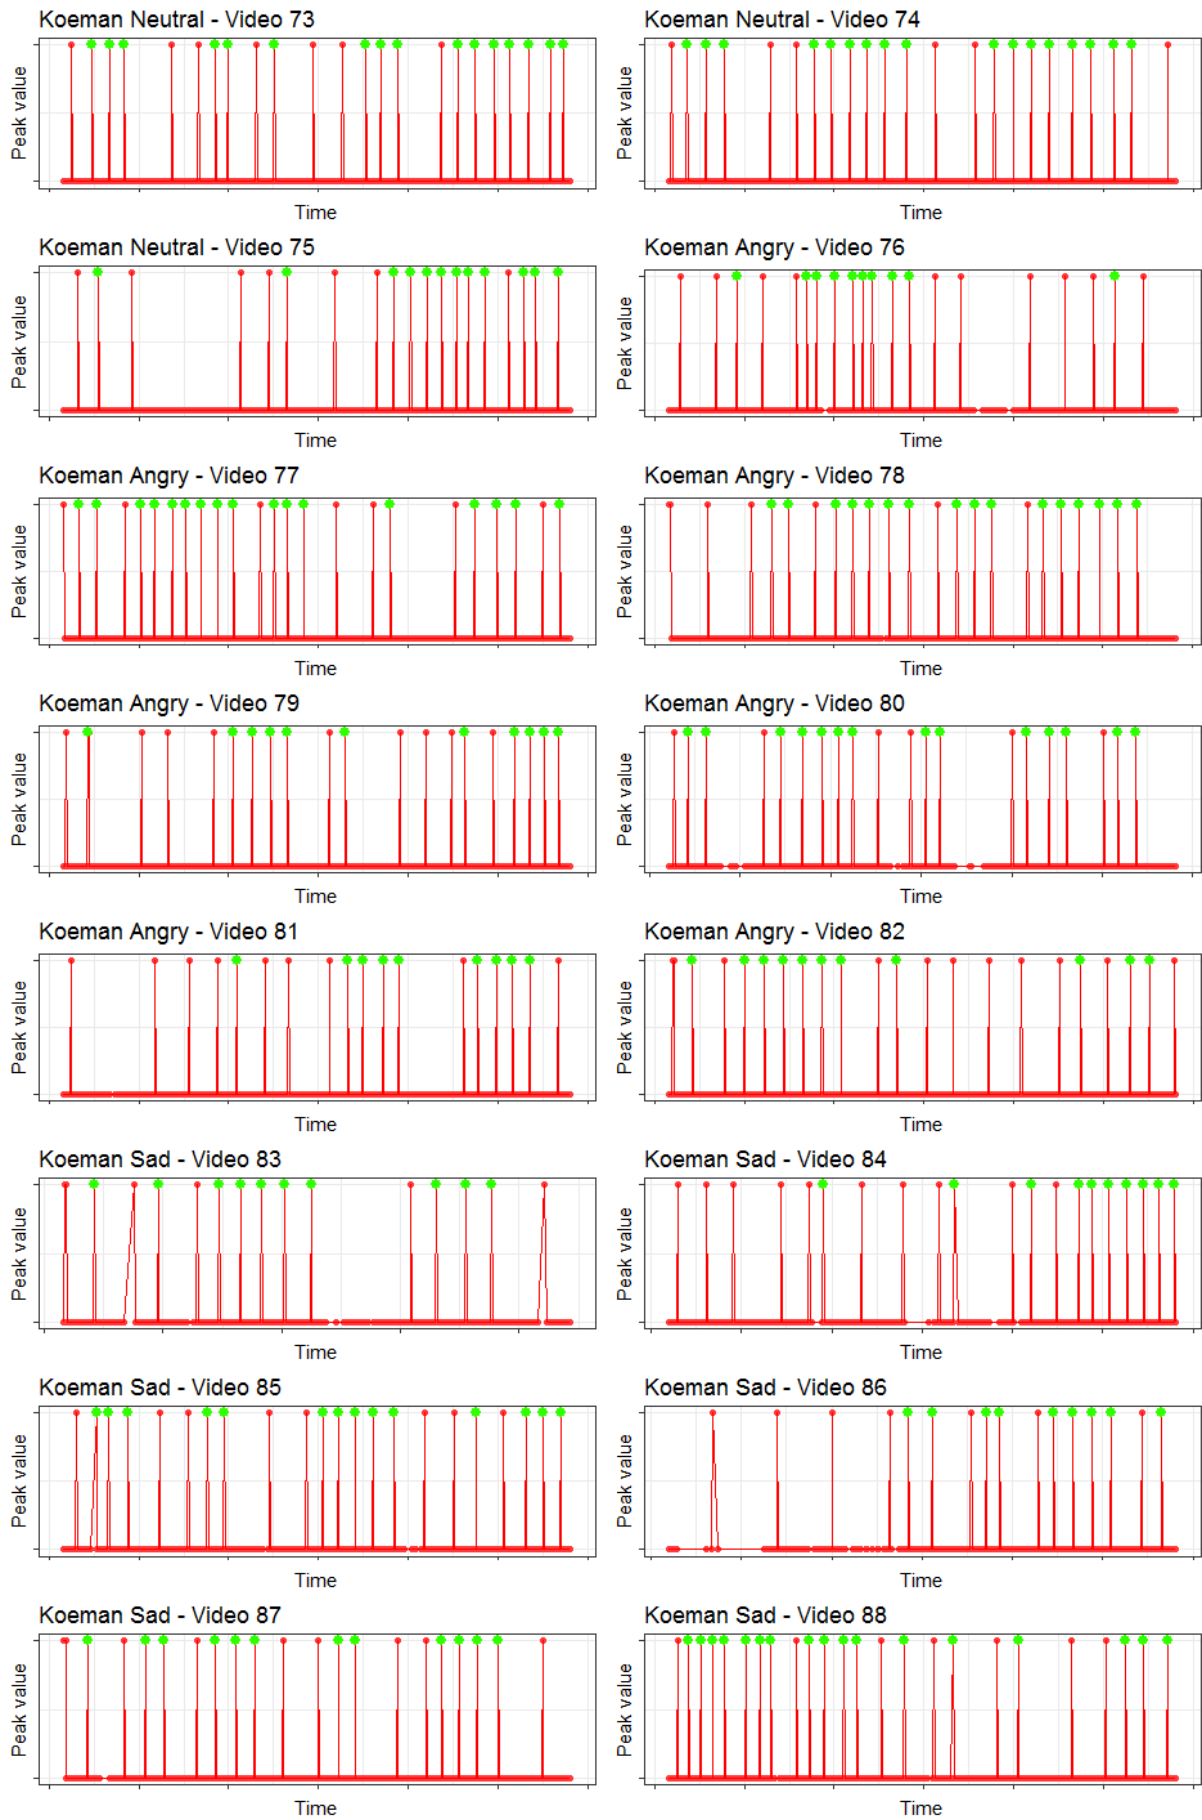 Koeman Neutral - Video 73
Peak value
Time
Koeman Neutral - Video 74
Peak value
Time
Koeman Neutral - Video 75
Peak value
Time
Koeman Angry - Video 76
Peak value
Time
Koeman Angry - Video 77
Peak value
Time
Koeman Angry - Video 78
Peak value
Time
Koeman Angry - Video 79
Peak value
Time
Koeman Angry - Video 80
Peak value
Time
Koeman Angry - Video 81
Peak value
Time
Koeman Angry - Video 82
Peak value
Time
Koeman Sad - Video 83
Peak value
Time
Koeman Sad - Video 84
Peak value
Time
Koeman Sad - Video 85
Peak value
Time
Koeman Sad - Video 86
Peak value
Time
Koeman Sad - Video 87
Peak value
Time
Koeman Sad - Video 88
Peak value
Time